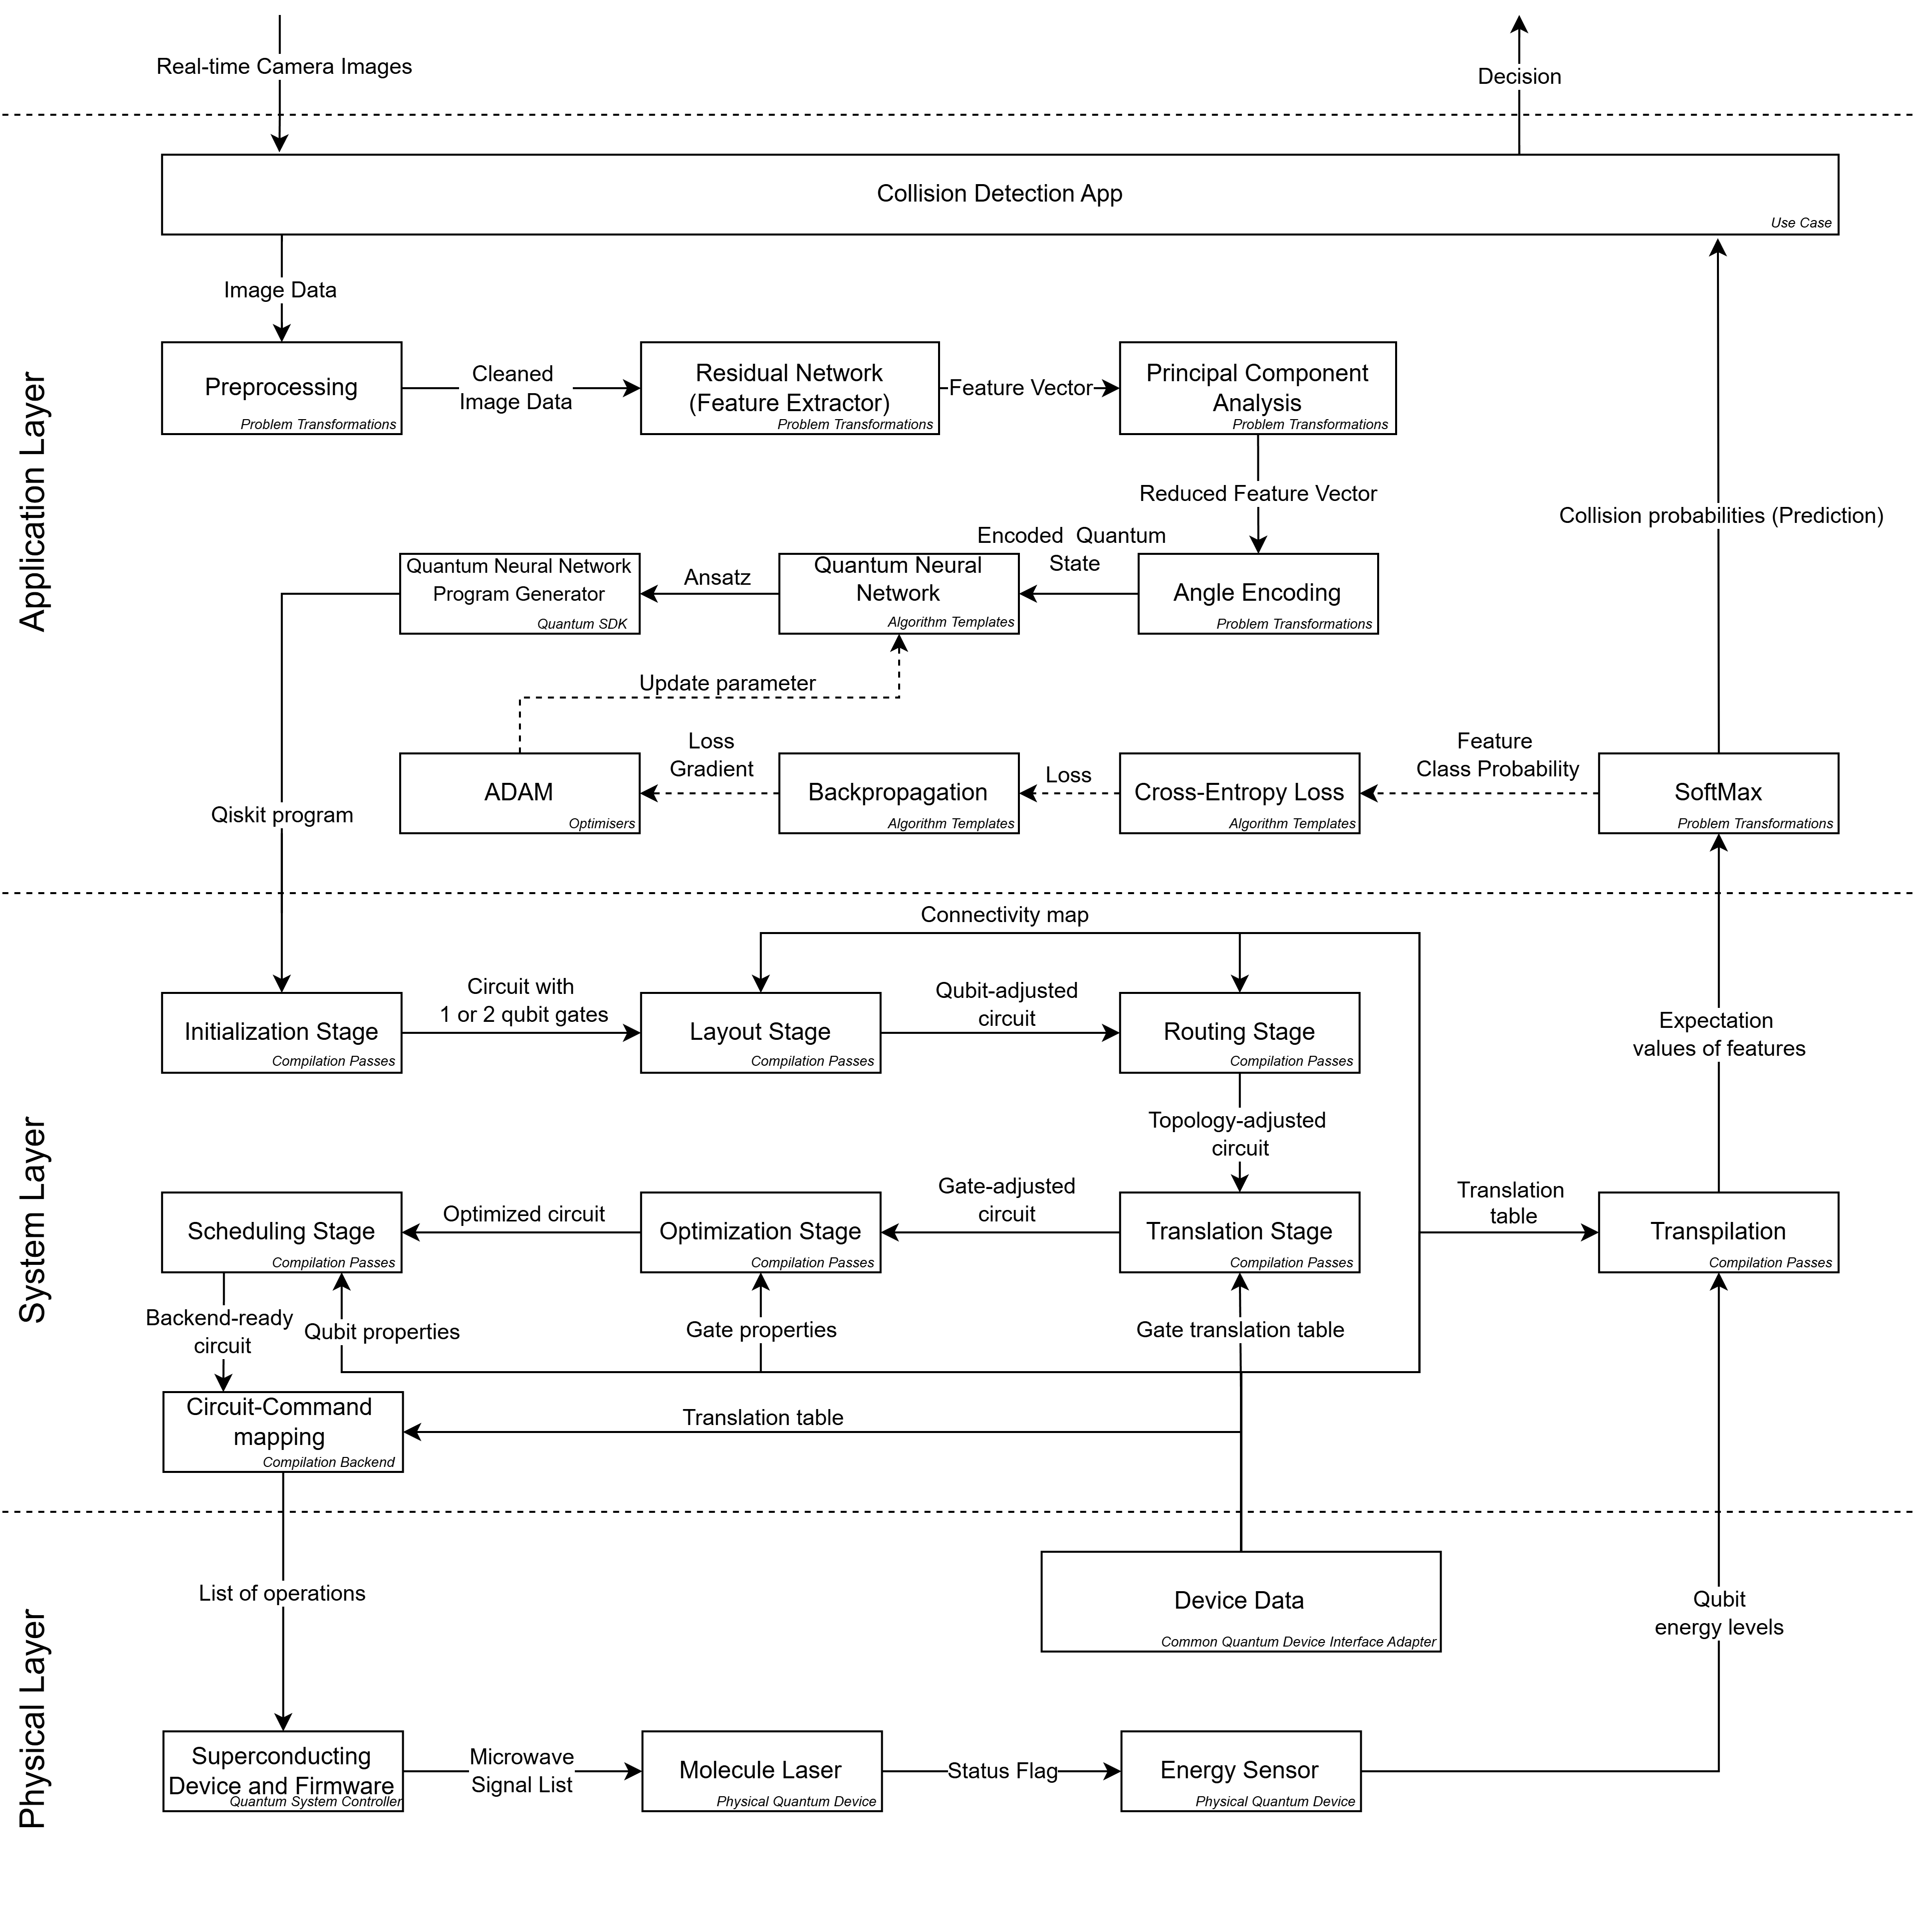 Real-time Camera Images
Decision
Collision Detection App
Use Case
Image Data
Application Layer
Preprocessing
Problem Transformations
Cleaned
Image Data
Residual Network
(Feature Extractor)
Problem Transformations
Feature Vector
Principal Component
Analysis
Problem Transformations
Reduced Feature Vector
Collision probabilities (Prediction)
Encoded Quantum
State
Angle Encoding
Problem Transformations
Quantum Neural
Network
Algorithm Templates
Ansatz
Quantum Neural Network
Program Generator
Quantum SDK
Update parameter
ADAM
Optimisers
Loss
Gradient
Backpropagation
Algorithm Templates
Loss
Cross-Entropy Loss
Algorithm Templates
Feature
Class Probability
SoftMax
Problem Transformations
Qiskit program
System Layer
Connectivity map
Initialization Stage
Compilation Passes
Circuit with
1 or 2 qubit gates
Layout Stage
Compilation Passes
Qubit-adjusted
circuit
Routing Stage
Compilation Passes
Expectation
values of features
Topology-adjusted
circuit
Scheduling Stage
Compilation Passes
Optimized circuit
Optimization Stage
Compilation Passes
Gate-adjusted
circuit
Translation Stage
Compilation Passes
Translation
table
Transpilation
Compilation Passes
Backend-ready
circuit
Qubit properties
Gate properties
Gate translation table
Circuit-Command
mapping
Compilation Backend
Translation table
Physical Layer
List of operations
Device Data
Common Quantum Device Interface Adapter
Qubit
energy levels
Superconducting
Device and Firmware
Quantum System Controller
Microwave
Signal List
Molecule Laser
Physical Quantum Device
Status Flag
Energy Sensor
Physical Quantum Device